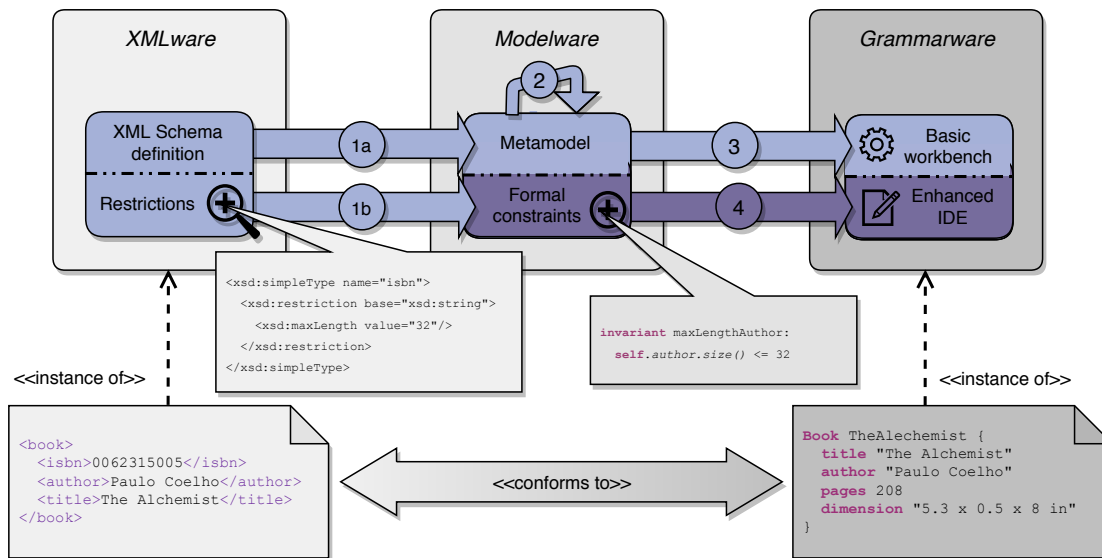 XMLware
Modelware
Grammarware
2
XML Schema
definition
1a
Metamodel
3
Basic
workbench
Restrictions
1b
Formal
constraints
4
Enhanced
IDE
<xsd:simpleType name="isbn">
<xsd:restriction base="xsd:string">
<xsd:maxLength value="32"/>
</xsd:restriction>
</xsd:simpleType>
invariant maxLengthAuthor:
self.author.size() <= 32
<<instance of>>
<<instance of>>
<book>
<isbn>0062315005</isbn>
<author>Paulo Coelho</author>
<title>The Alchemist</title>
</book>
<<conforms to>>
Book TheAlechemist {
title "The Alchemist"
author "Paulo Coelho"
pages 208
dimension "5.3 x 0.5 x 8 in"
}